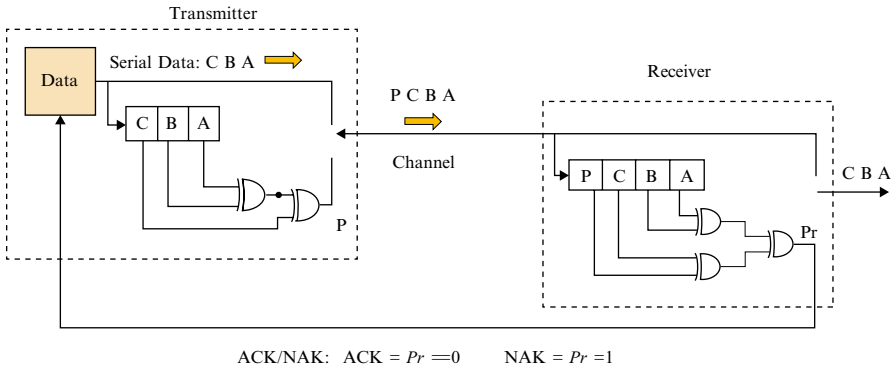 Transmitter
Serial Data: C B A
Data
C B A
P
P C B A
Channel
Receiver
P C B A
C B A
Pr
ACK/NAK: ACK = Pr ==0 NAK = Pr =1